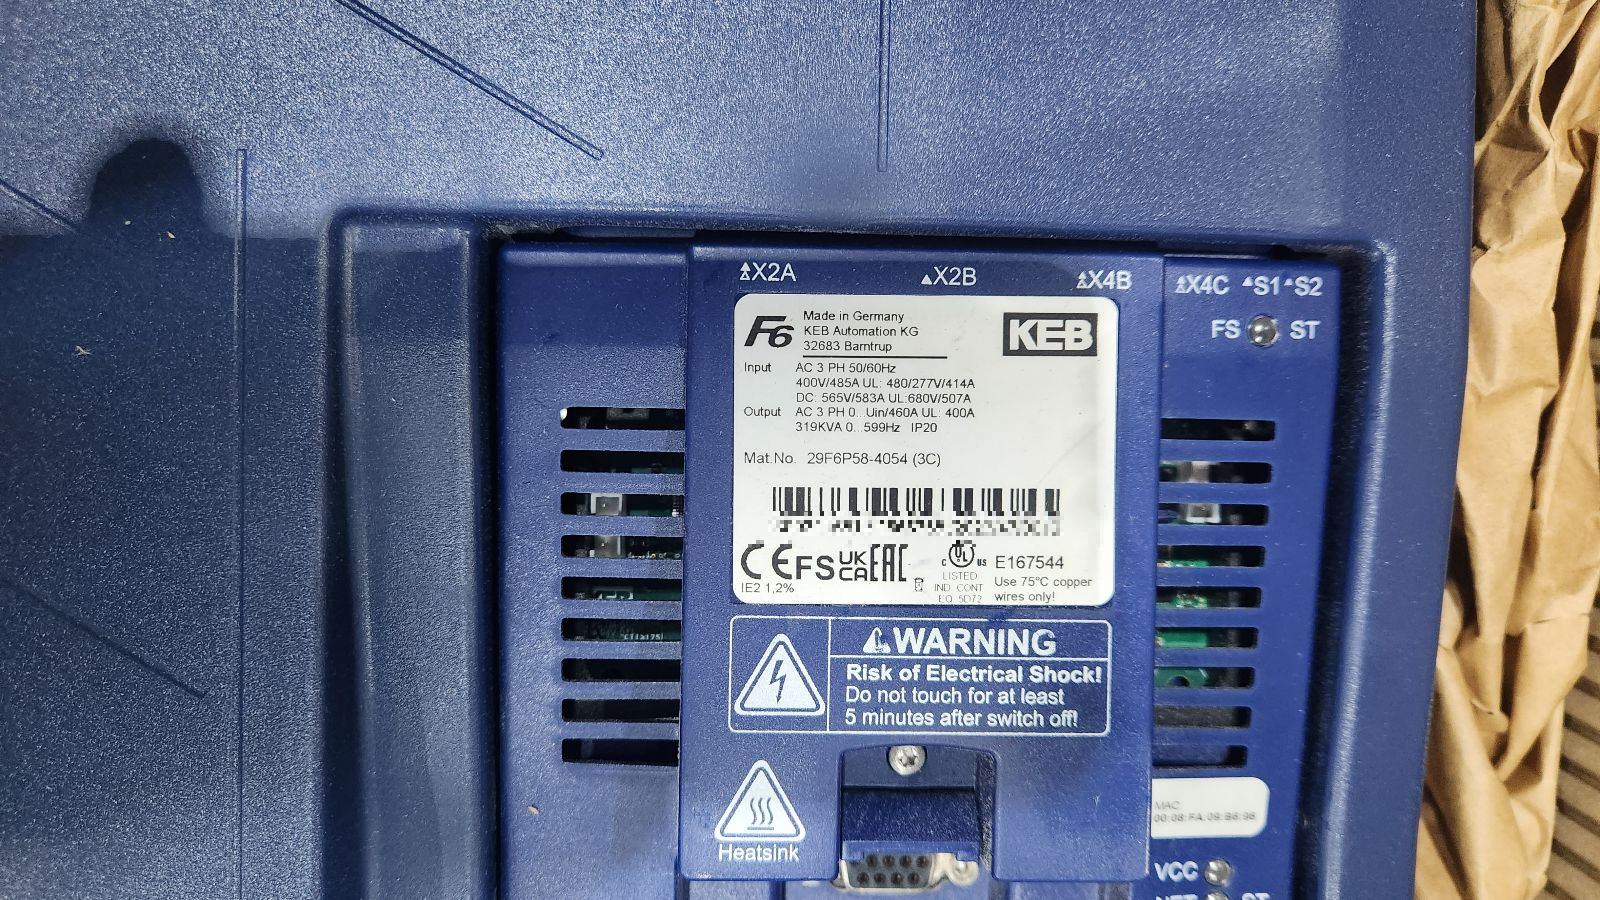 X2A
X2B
X4B
X4C S1 S2
FS ST
F6
Made in Germany
KEB Automation KG
32683 Barntrup
KEB
Input AC 3 PH 50/60Hz
400V/485A UL: 480/277V/414A
DC: 565V/583A UL:680V/507A
Output AC 3 PH 0...Uin/460A UL: 400A
319KVA 0...599Hz IP20
Mat.No. 29F6P58-4054 (3C)
CE FS UK CA EAC
IE2 1,2%
C UL US
LISTED
IND CONT
EQ 5D72
E167544
Use 75°C copper
wires only!
WARNING
Risk of Electrical Shock!
Do not touch for at least
5 minutes after switch off!
Heatsink
MAC
VCC
ST